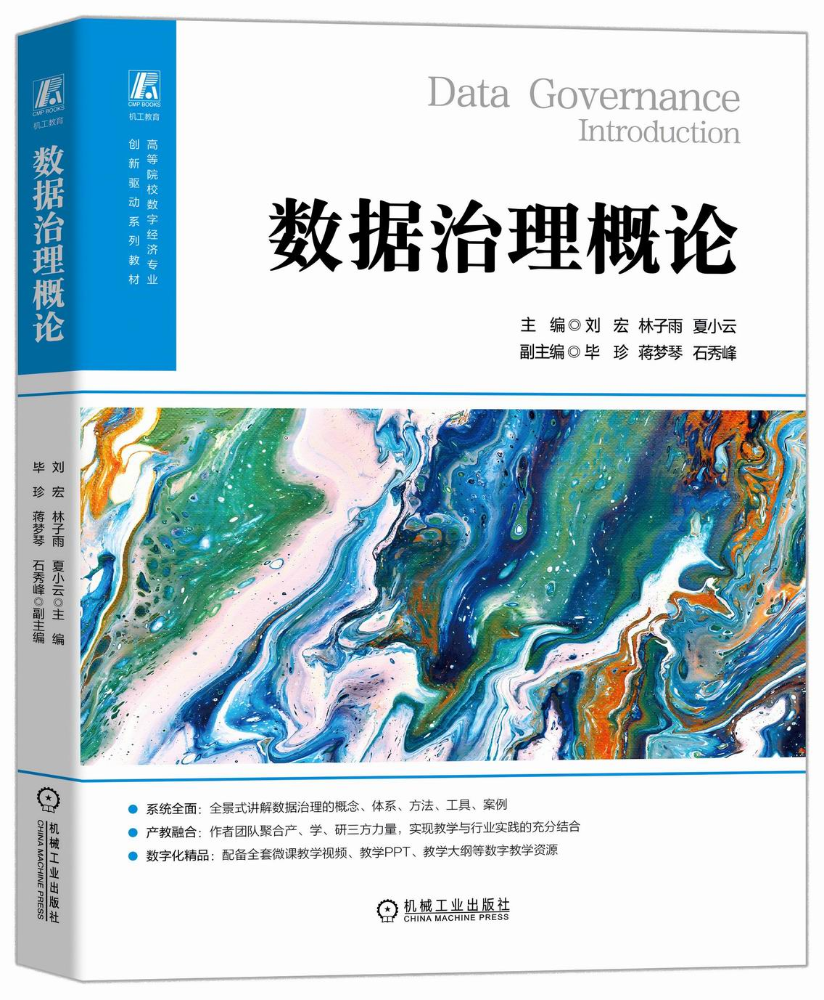 CMP BOOKS
机工教育
数据治理概论
刘 宏 林子雨 夏小云◎主 编
毕 珍 蒋梦琴 石秀峰◎副主编
机械工业出版社
CHINA MACHINE PRESS
CMP BOOKS
机工教育
高等院校数字经济专业
创新驱动系列教材
Data Governance
Introduction
数据治理概论
主 编◎刘 宏 林子雨 夏小云
副主编◎毕 珍 蒋梦琴 石秀峰
● 系统全面：全景式讲解数据治理的概念、体系、方法、工具、案例
● 产教融合：作者团队聚合产、学、研三方力量，实现教学与行业实践的充分结合
● 数字化精品：配备全套微课教学视频、教学PPT、教学大纲等数字教学资源
机械工业出版社
CHINA MACHINE PRESS